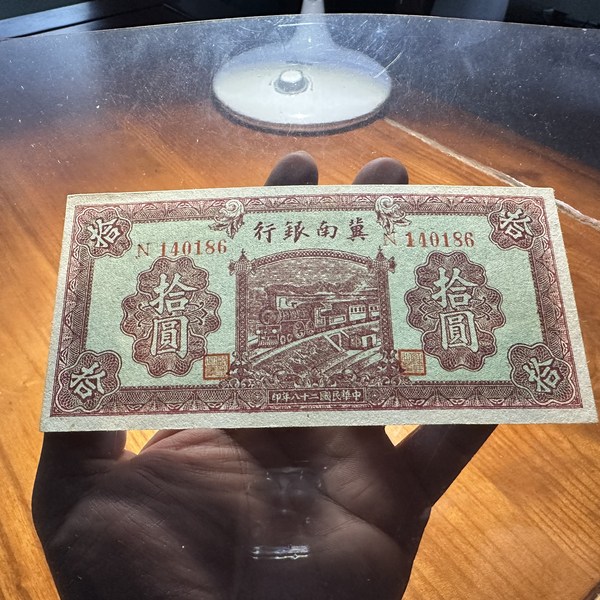 行銀南冀
N 140186 N 140186
拾圓 拾圓
拾 拾
拾 拾
印年八十二國民華中